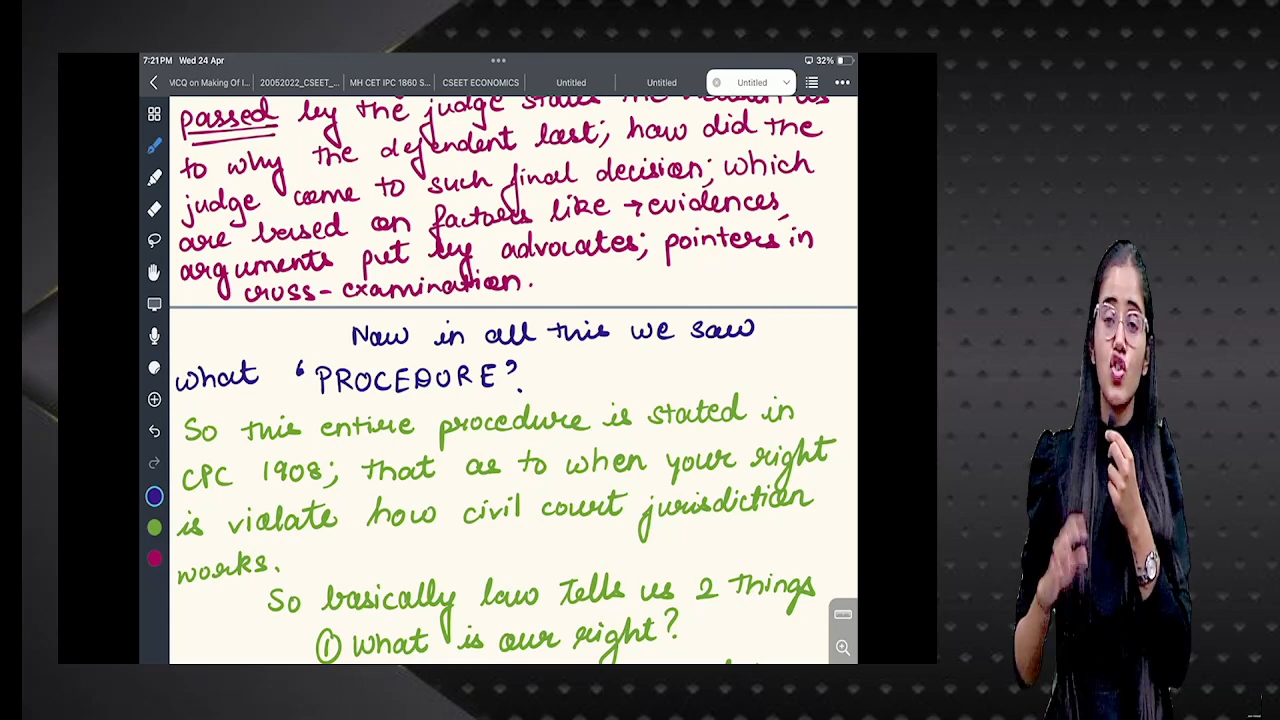 7:21 PM Wed 24 Apr
32%
MCQ on Making Of I... 20052022_CSEET_... MH CET IPC 1860 S... CSEET ECONOMICS Untitled Untitled Untitled
passed by the judge states the
to why the dependent lost; how did the
judge come to such final decision; which
are based on factors like → evidences,
arguments put by advocates; pointers in
cross-examination.
Now in all this we saw
what 'PROCEDURE'?
So this entire procedure is stated in
CPC 1908; that as to when your right
is violate how civil court jurisdiction
works.
So basically law tells us 2 things
① What is our right?